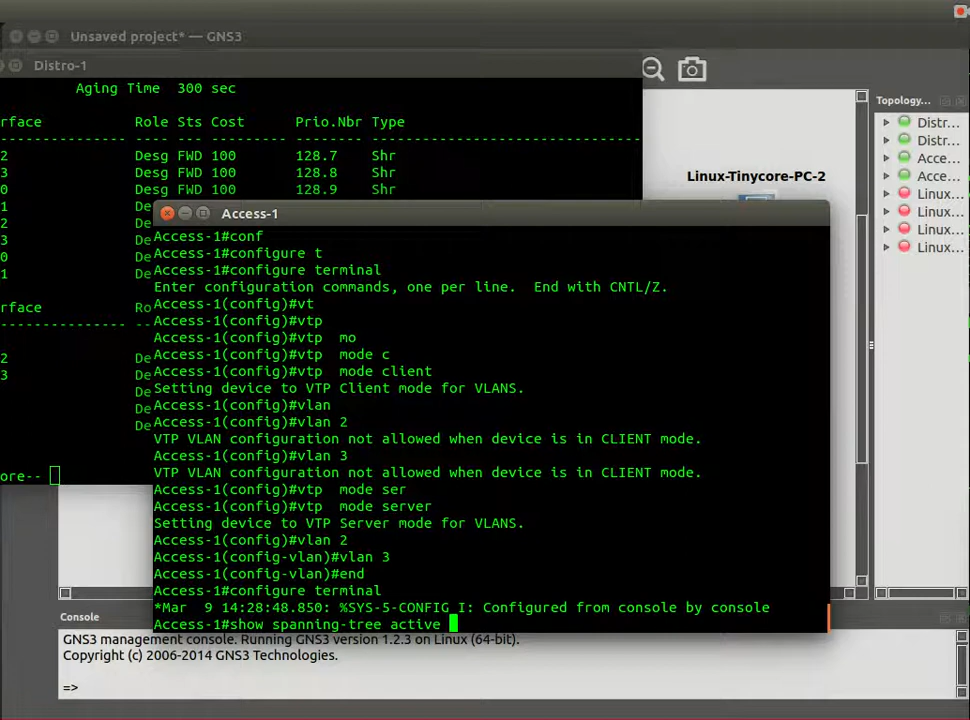 Unsaved project* — GNS3
Distro-1
Aging Time 300 sec
rface Role Sts Cost Prio.Nbr Type
------------- ---- --- --------- -------- --------------------------------
2 Desg FWD 100 128.7 Shr
3 Desg FWD 100 128.8 Shr
0 Desg FWD 100 128.9 Shr
1 De
2 De
3 De
0 De
1 De
rface Ro
------------- --
2 De
3 De
De
De
De
ore--
Linux-Tinycore-PC-2
Topology...
Distr...
Distr...
Acce...
Acce...
Linux...
Linux...
Linux...
Linux...
Access-1
Access-1#conf
Access-1#configure t
Access-1#configure terminal
Enter configuration commands, one per line. End with CNTL/Z.
Access-1(config)#vt
Access-1(config)#vtp
Access-1(config)#vtp mo
Access-1(config)#vtp mode c
Access-1(config)#vtp mode client
Setting device to VTP Client mode for VLANS.
Access-1(config)#vlan
Access-1(config)#vlan 2
VTP VLAN configuration not allowed when device is in CLIENT mode.
Access-1(config)#vlan 3
VTP VLAN configuration not allowed when device is in CLIENT mode.
Access-1(config)#vtp mode ser
Access-1(config)#vtp mode server
Setting device to VTP Server mode for VLANS.
Access-1(config)#vlan 2
Access-1(config-vlan)#vlan 3
Access-1(config-vlan)#end
Access-1#configure terminal
*Mar 9 14:28:48.850: %SYS-5-CONFIG_I: Configured from console by console
Access-1#show spanning-tree active
Console
GNS3 management console. Running GNS3 version 1.2.3 on Linux (64-bit).
Copyright (c) 2006-2014 GNS3 Technologies.
=>